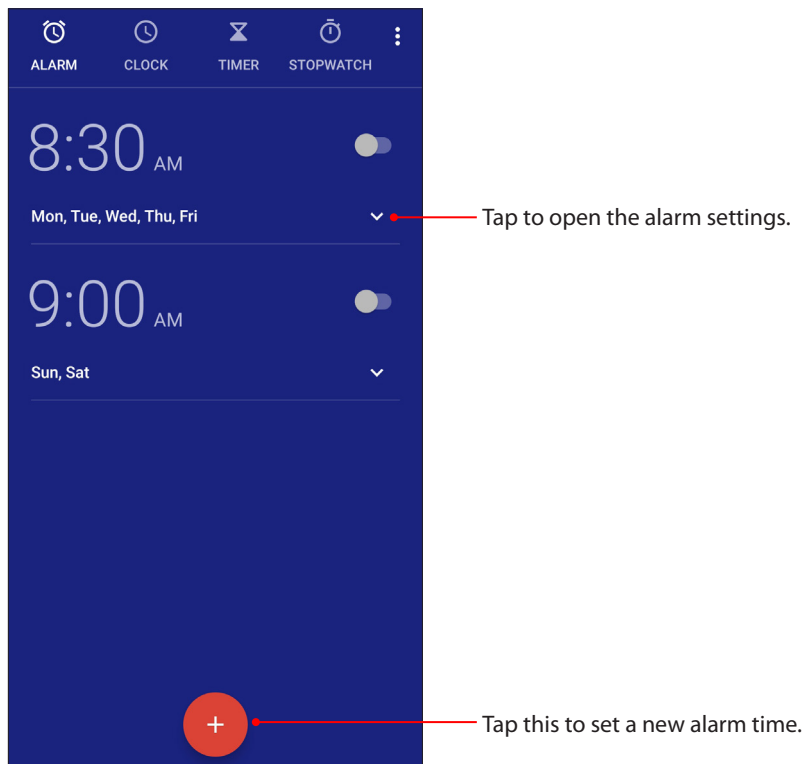 ALARM CLOCK TIMER STOPWATCH
8:30 AM
Mon, Tue, Wed, Thu, Fri
Tap to open the alarm settings.
9:00 AM
Sun, Sat
+
Tap this to set a new alarm time.